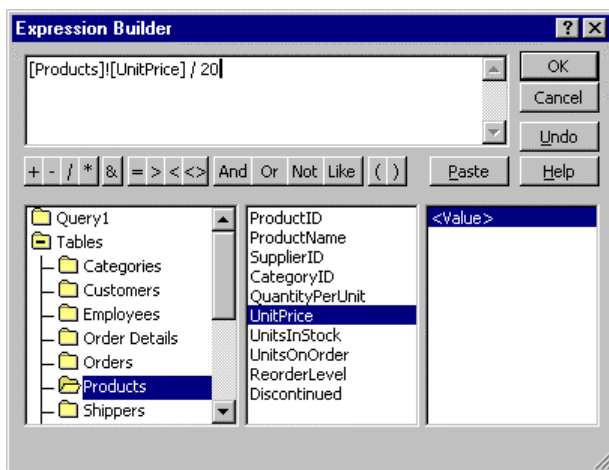 Expression Builder
? X
[Products]![UnitPrice] / 20
OK
Cancel
Undo
+ - / * & = > < <> And Or Not Like ( ) Paste Help
Query1
Tables
Categories
Customers
Employees
Order Details
Orders
Products
Shippers
ProductID
ProductName
SupplierID
CategoryID
QuantityPerUnit
UnitPrice
UnitsInStock
UnitsOnOrder
ReorderLevel
Discontinued
<Value>